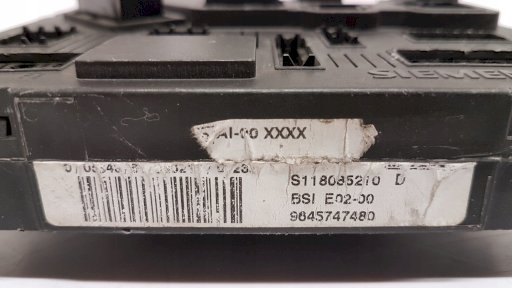 SIEMENS
AI-00 XXXX
S118085210 D
BSI E02-00
9645747480